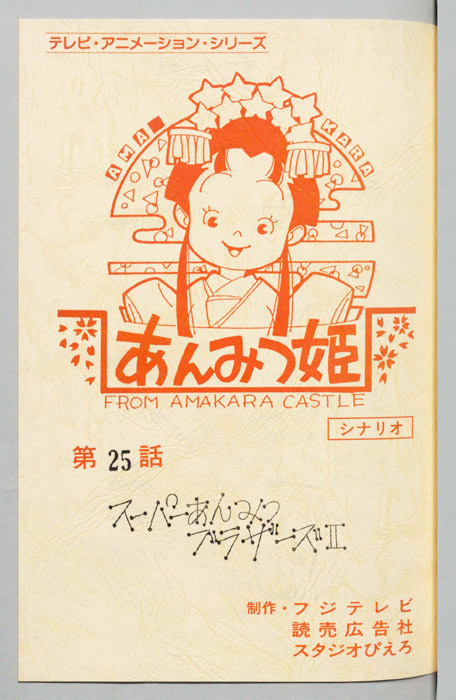 テレビ・アニメーション・シリーズ
AMA KARA
あんみつ姫
FROM AMAKARA CASTLE
シナリオ
第25話
スーパーあんみつ
ブラザーズⅡ
制作・フジテレビ
読売広告社
スタジオぴえろ